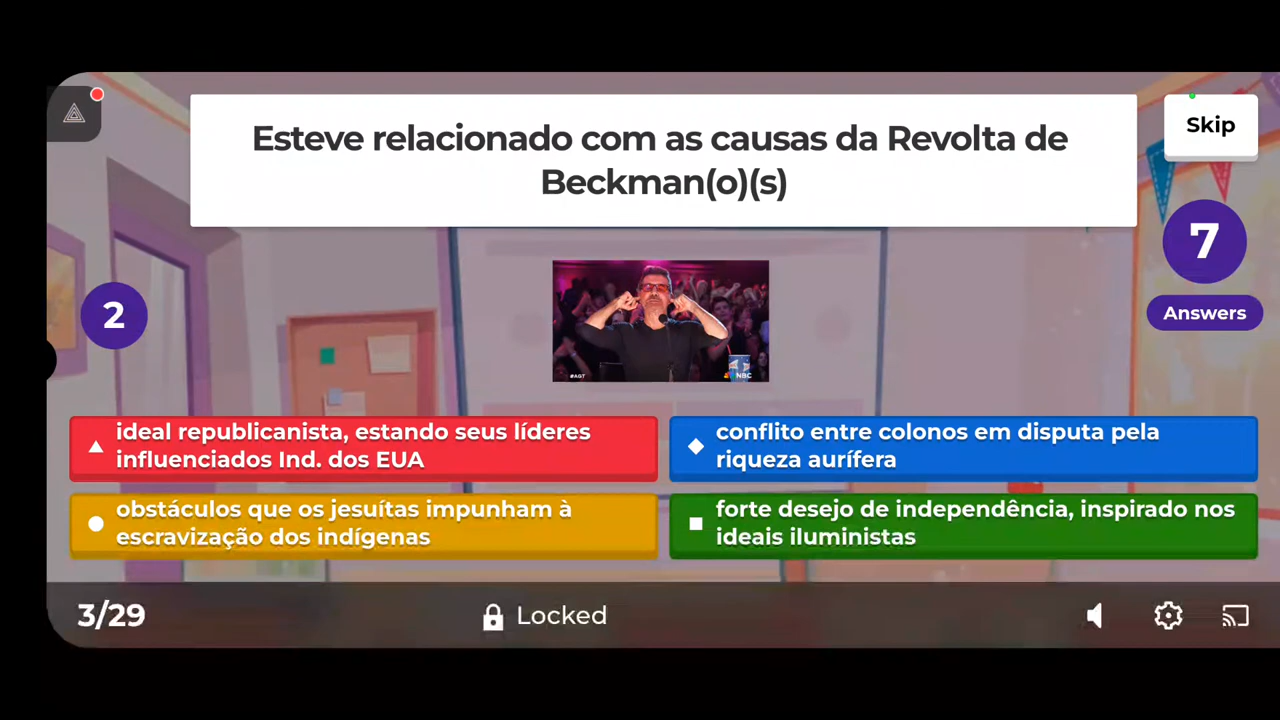 Esteve relacionado com as causas da Revolta de
Beckman(o)(s)
Skip
7
Answers
2
#AGT
NBC
ideal republicanista, estando seus líderes
influenciados Ind. dos EUA
conflito entre colonos em disputa pela
riqueza aurífera
obstáculos que os jesuítas impunham à
escravização dos indígenas
forte desejo de independência, inspirado nos
ideais iluministas
3/29
Locked